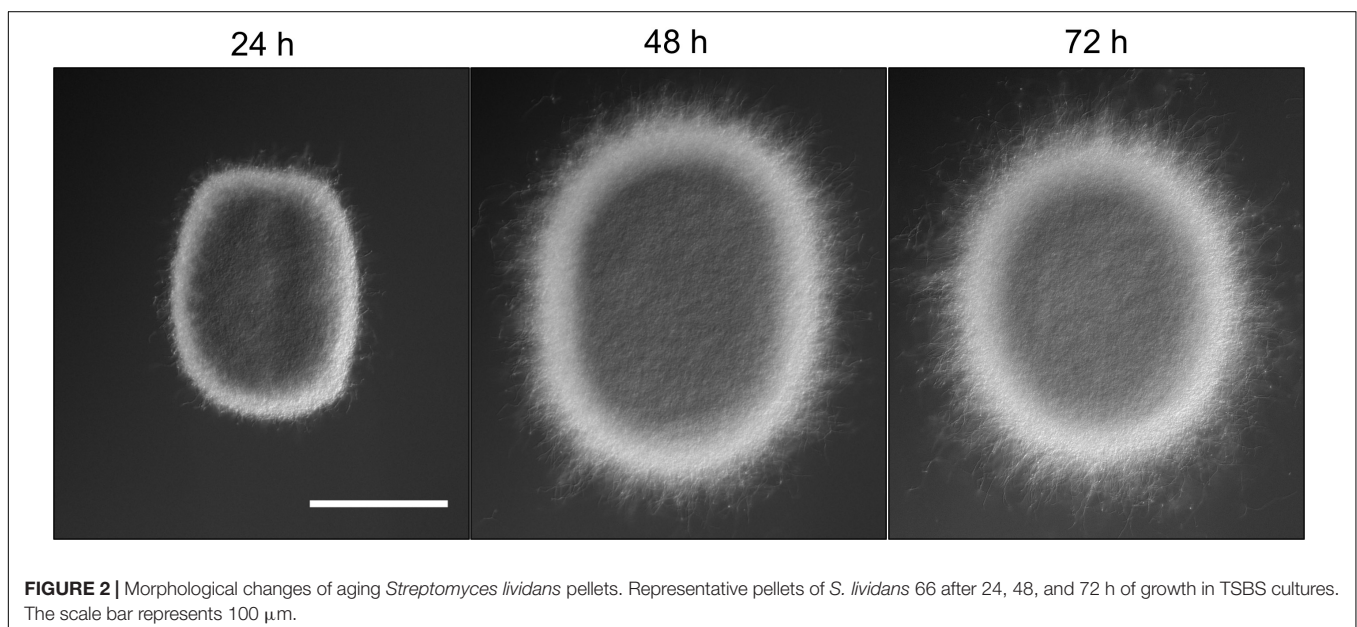 24 h 48 h 72 h
FIGURE 2 | Morphological changes of aging Streptomyces lividans pellets. Representative pellets of S. lividans 66 after 24, 48, and 72 h of growth in TSBS cultures.
The scale bar represents 100 μm.